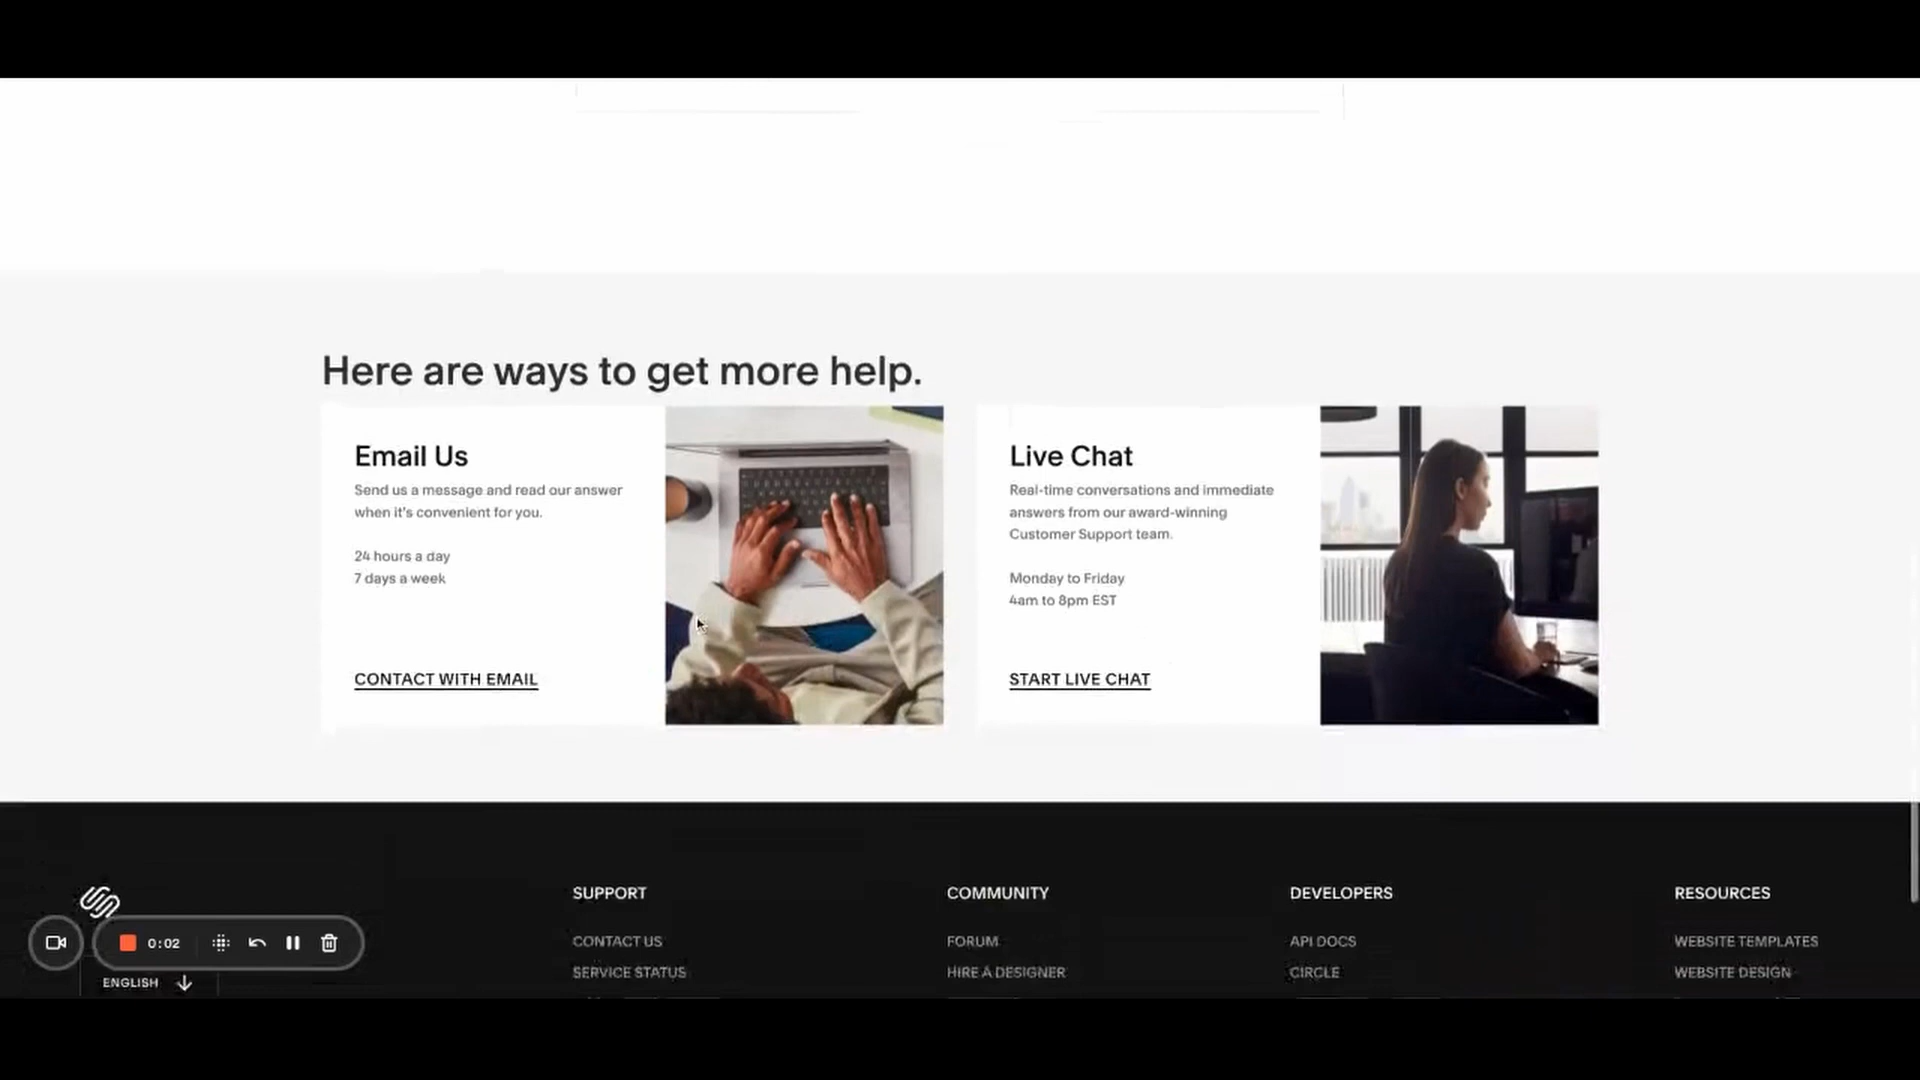 Here are ways to get more help.
Email Us
Send us a message and read our answer
when it's convenient for you.
24 hours a day
7 days a week
CONTACT WITH EMAIL
Live Chat
Real-time conversations and immediate
answers from our award-winning
Customer Support team.
Monday to Friday
4am to 8pm EST
START LIVE CHAT
SUPPORT
CONTACT US
SERVICE STATUS
COMMUNITY
FORUM
HIRE A DESIGNER
DEVELOPERS
API DOCS
CIRCLE
RESOURCES
WEBSITE TEMPLATES
WEBSITE DESIGN
0:02
ENGLISH